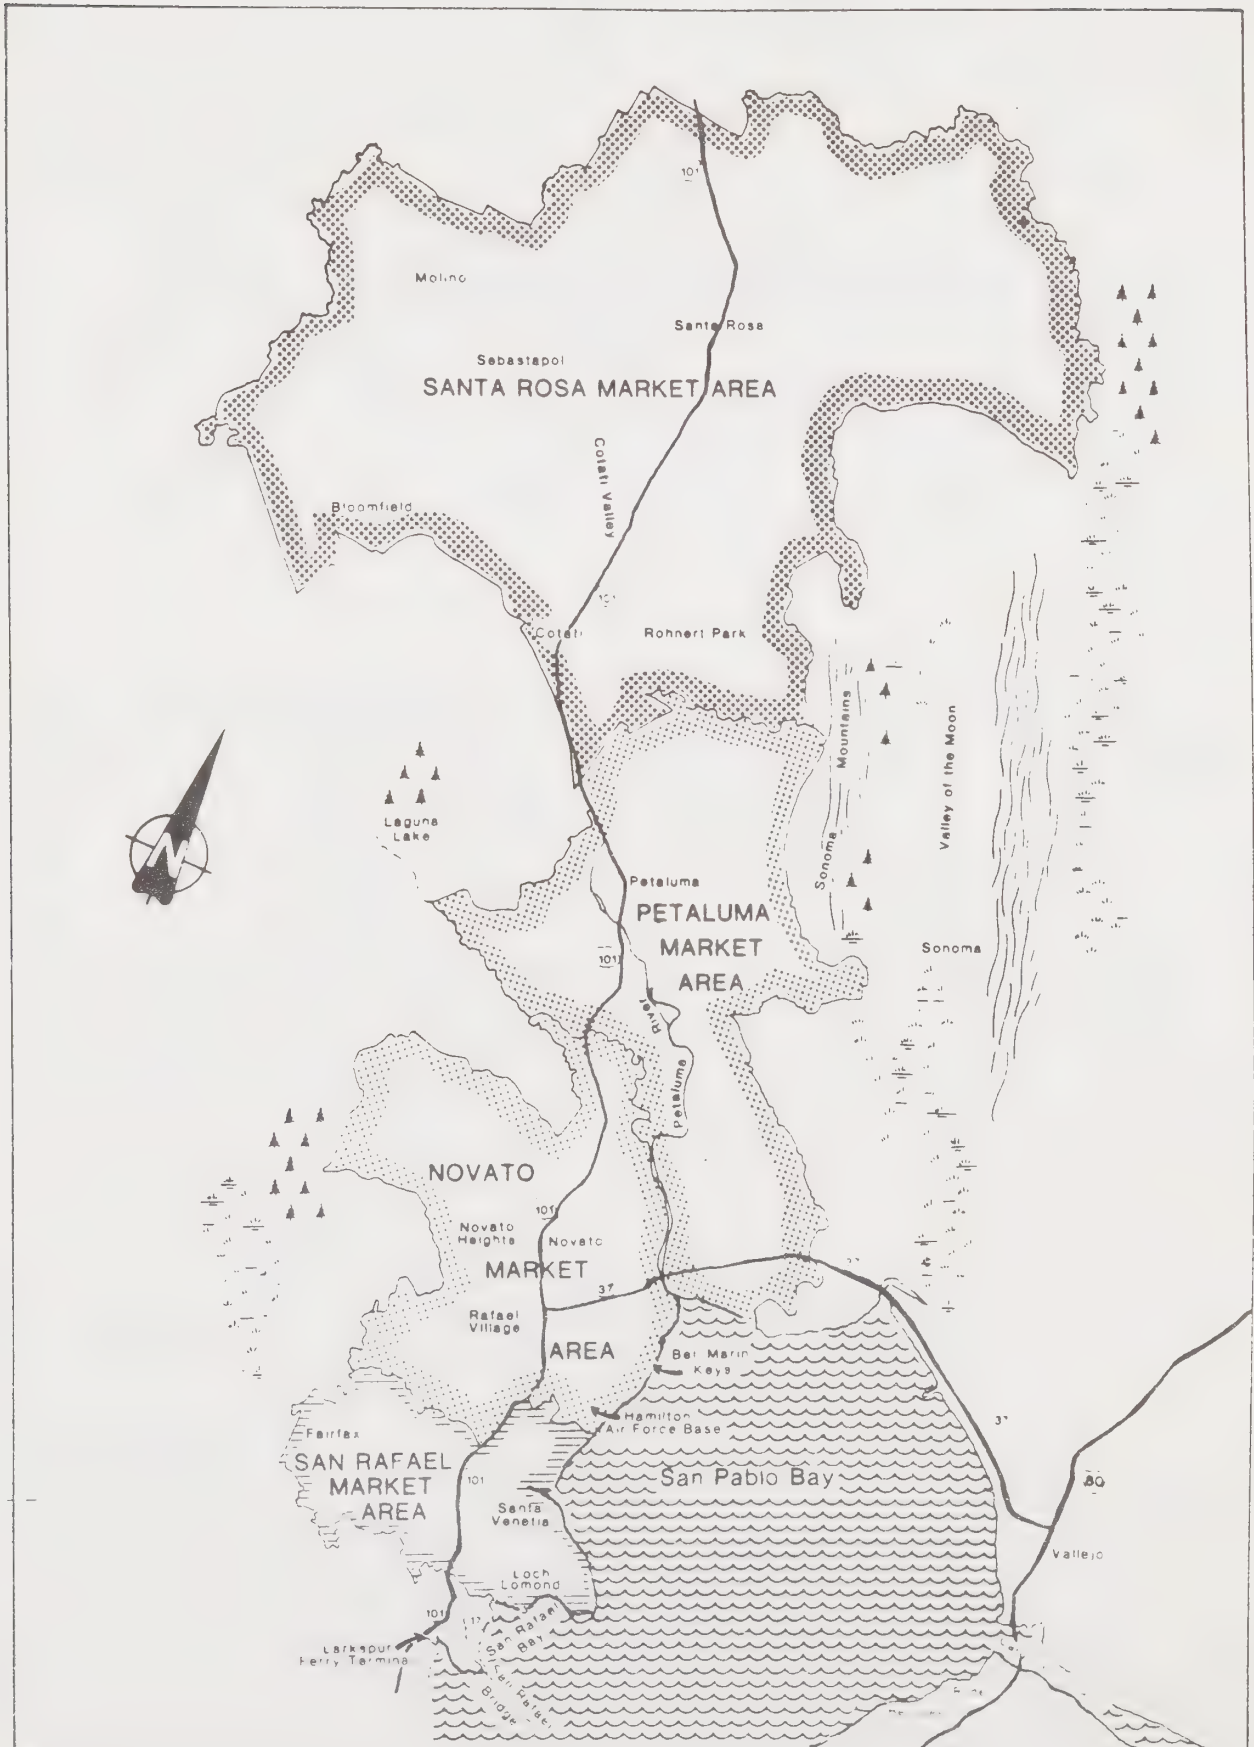 101
Molino
Santa Rosa
Sebastapol
SANTA ROSA MARKET AREA
Cotati Valley
Bloomfield
101
Cotati
Rohnert Park
Sonoma Mountains
Valley of the Moon
N
Laguna
Lake
Petaluma
PETALUMA
MARKET
AREA
101
Sonoma
Petaluma River
NOVATO
101
Novato
Heights
Novato
MARKET
37
Rafael
Village
AREA
Bel Marin
Keys
Hamilton
Air Force Base
37
Fairfax
SAN RAFAEL
MARKET
AREA
101
San Pablo Bay
80
Santa
Venetia
Vallejo
Loch
Lomond
101
17
San Rafael
Bay
Larkspur
Ferry Termina
San Rafael
Bridge